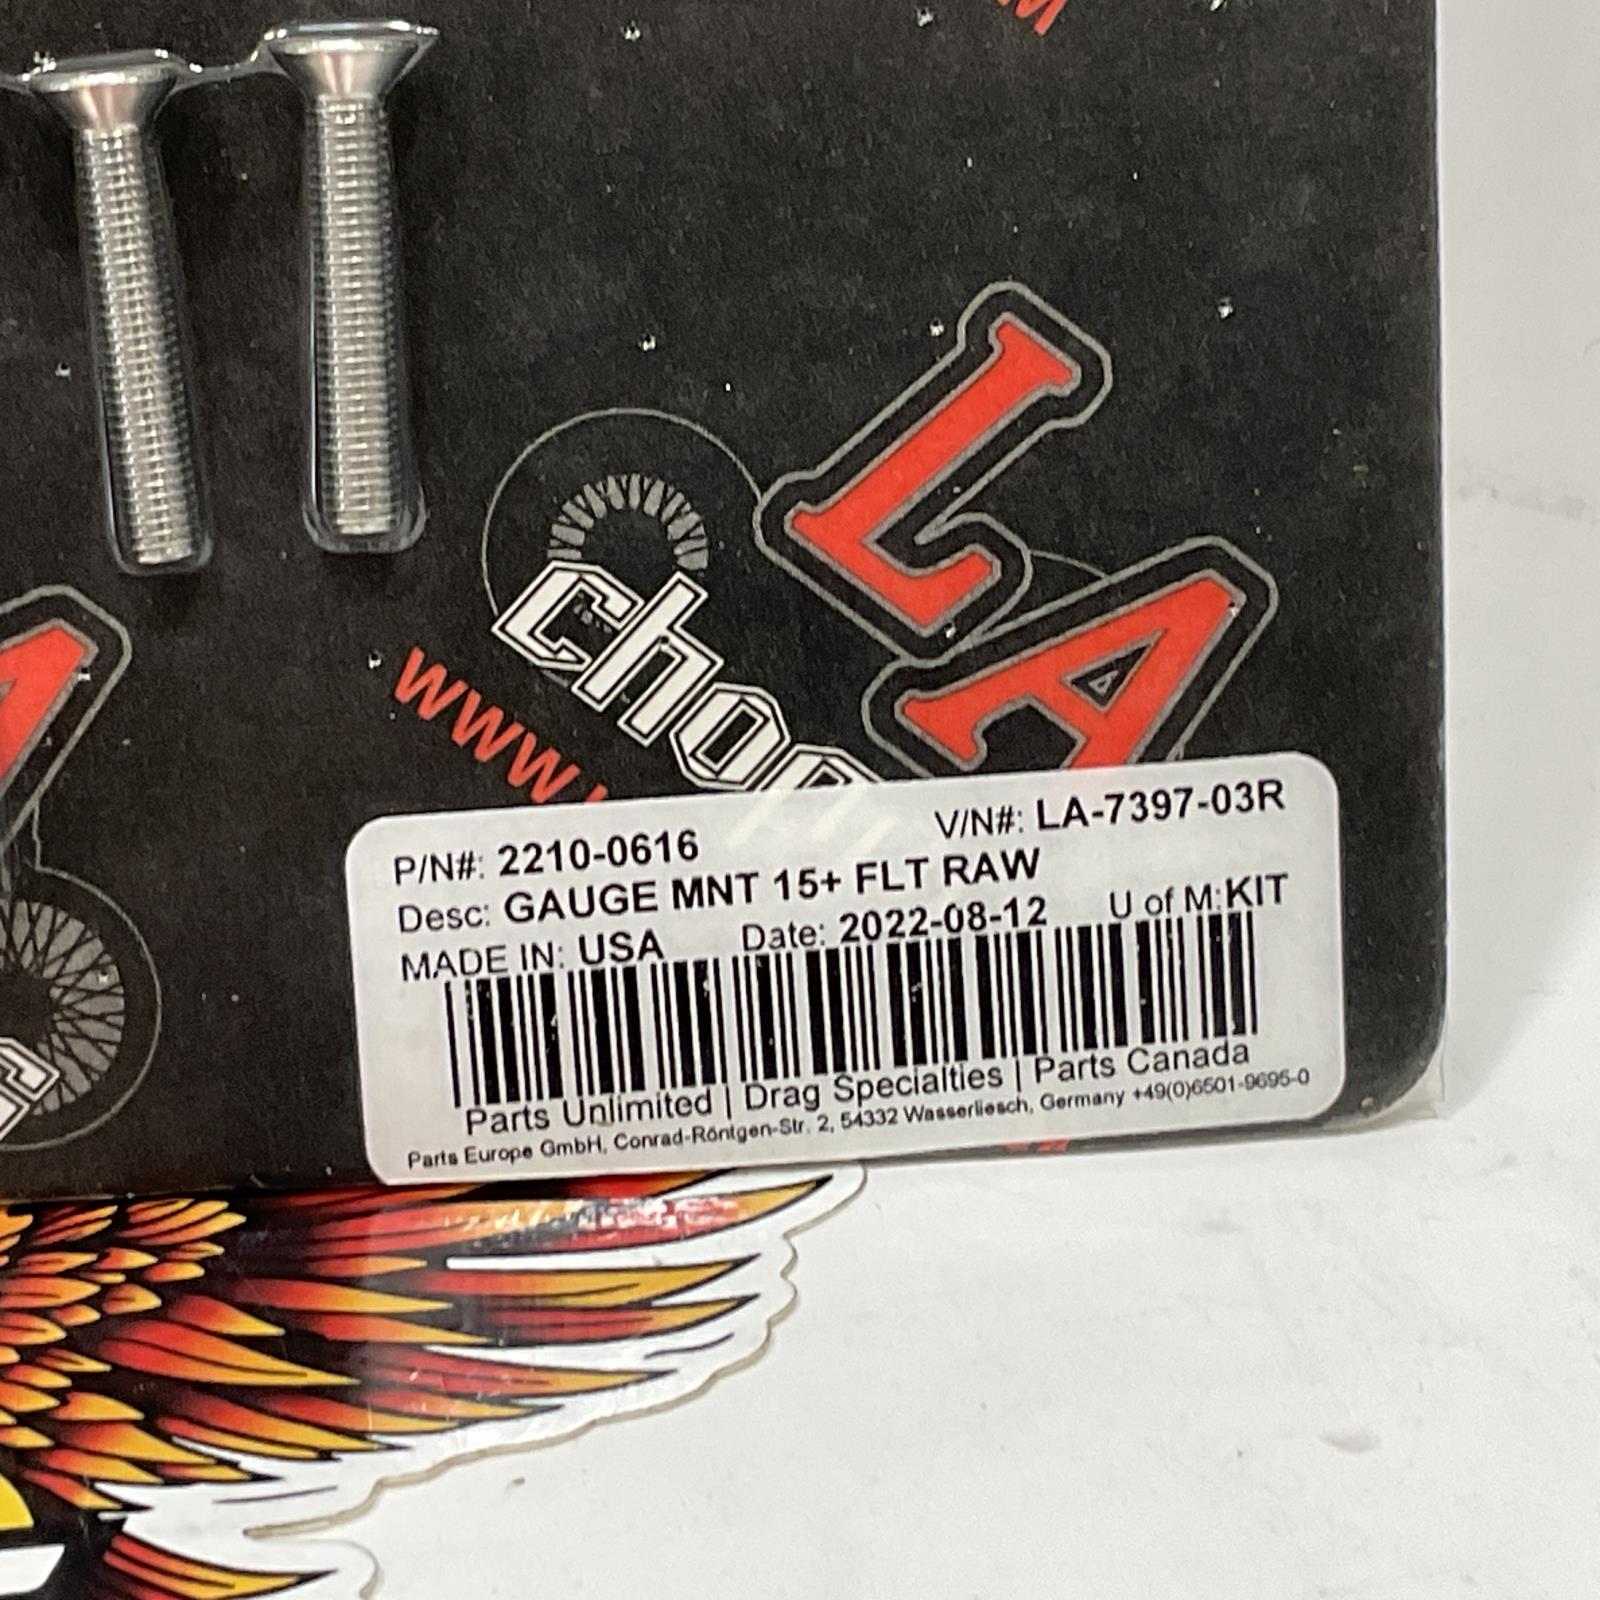 LA
www.
P/N#: 2210-0616 V/N#: LA-7397-03R
Desc: GAUGE MNT 15+ FLT RAW
MADE IN: USA Date: 2022-08-12 U of M: KIT
Parts Unlimited | Drag Specialties | Parts Canada
Parts Europe GmbH, Conrad-Röntgen-Str. 2, 54332 Wasserliesch, Germany +49(0)6501-9695-0